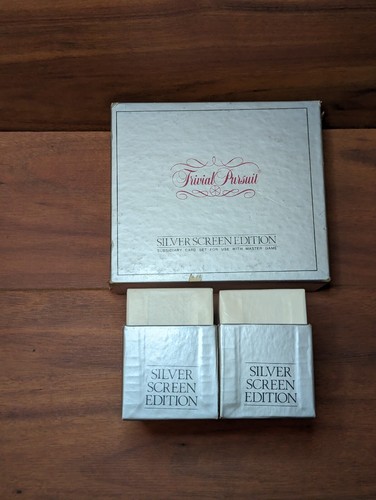 Trivial Pursuit
SILVER SCREEN EDITION
SUBSIDIARY CARD SET FOR USE WITH MASTER GAME
SILVER
SCREEN
EDITION
SILVER
SCREEN
EDITION